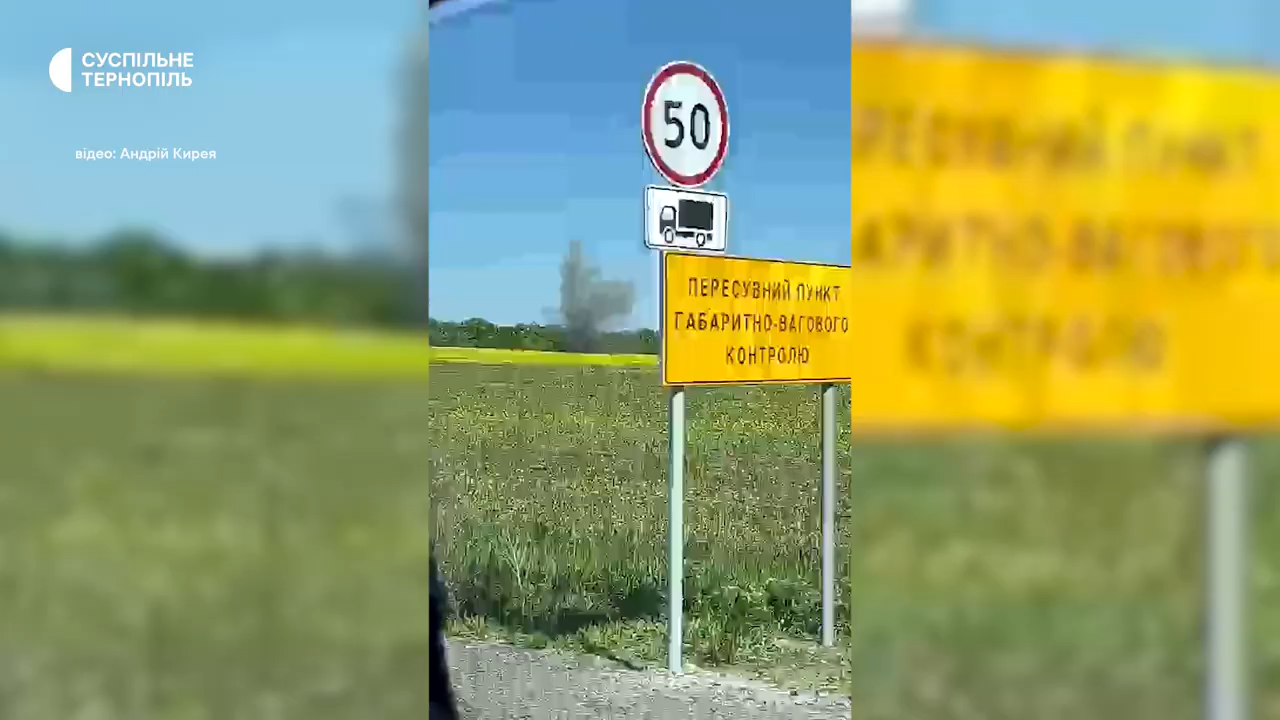 СУСПІЛЬНЕ
ТЕРНОПІЛЬ
відео: Андрій Кирея
50
ПЕРЕСУВНИЙ ПУНКТ
ГАБАРИТНО-ВАГОВОГО
КОНТРОЛЮ